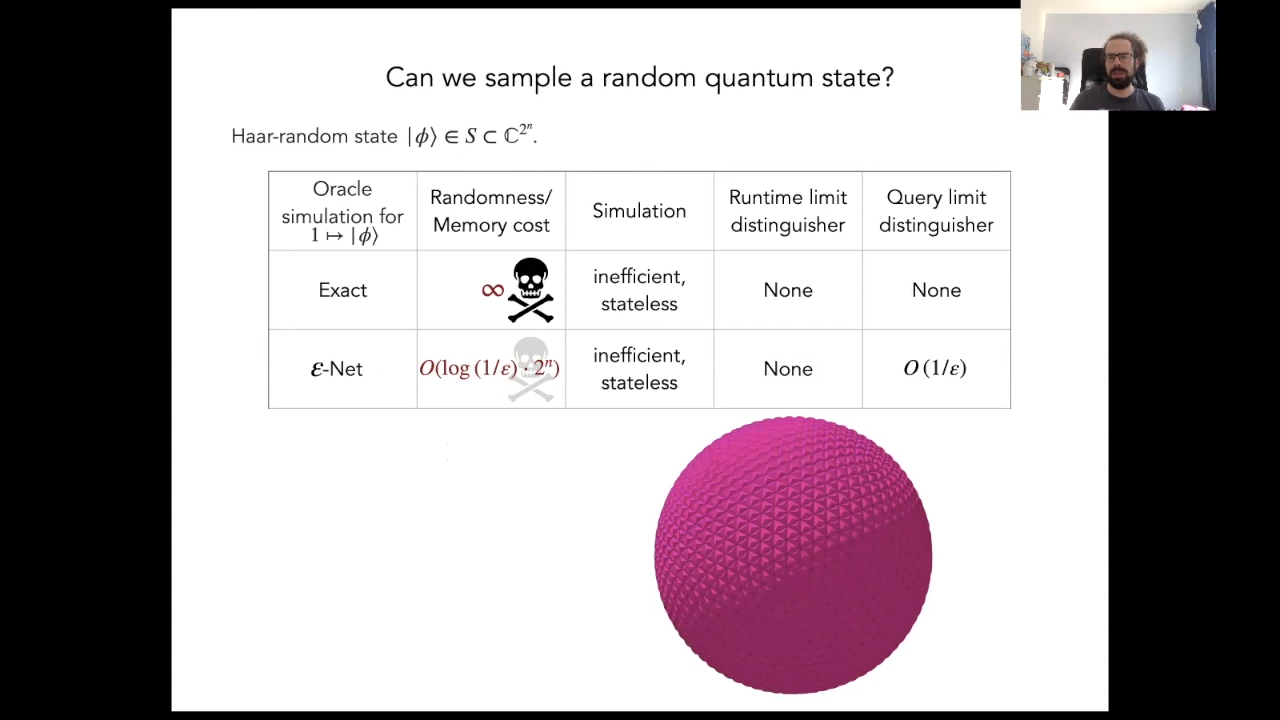 Can we sample a random quantum state?
Haar-random state |ϕ⟩ ∈ S ⊂ ℂ^{2^n}.
Oracle
simulation for
1 ↦ |ϕ⟩
Randomness/
Memory cost
Simulation
Runtime limit
distinguisher
Query limit
distinguisher
Exact
∞
inefficient,
stateless
None
None
ε-Net
O(log (1/ε) · 2^n)
inefficient,
stateless
None
O (1/ε)